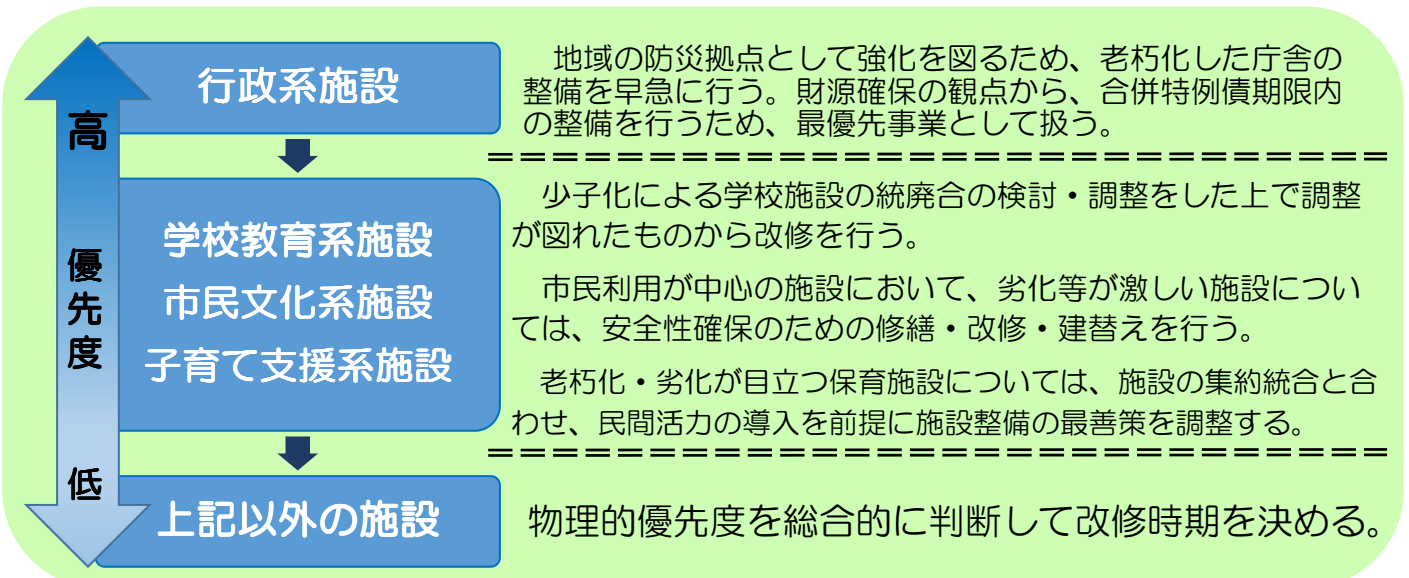 高
優先度
低
行政系施設
地域の防災拠点として強化を図るため、老朽化した庁舎の
整備を早急に行う。財源確保の観点から、合併特例債期限内
の整備を行うため、最優先事業として扱う。
学校教育系施設
市民文化系施設
子育て支援系施設
少子化による学校施設の統廃合の検討・調整をした上で調整
が図れたものから改修を行う。
市民利用が中心の施設において、劣化等が激しい施設につい
ては、安全性確保のための修繕・改修・建替えを行う。
老朽化・劣化が目立つ保育施設については、施設の集約統合と合
わせ、民間活力の導入を前提に施設整備の最善策を調整する。
上記以外の施設
物理的優先度を総合的に判断して改修時期を決める。